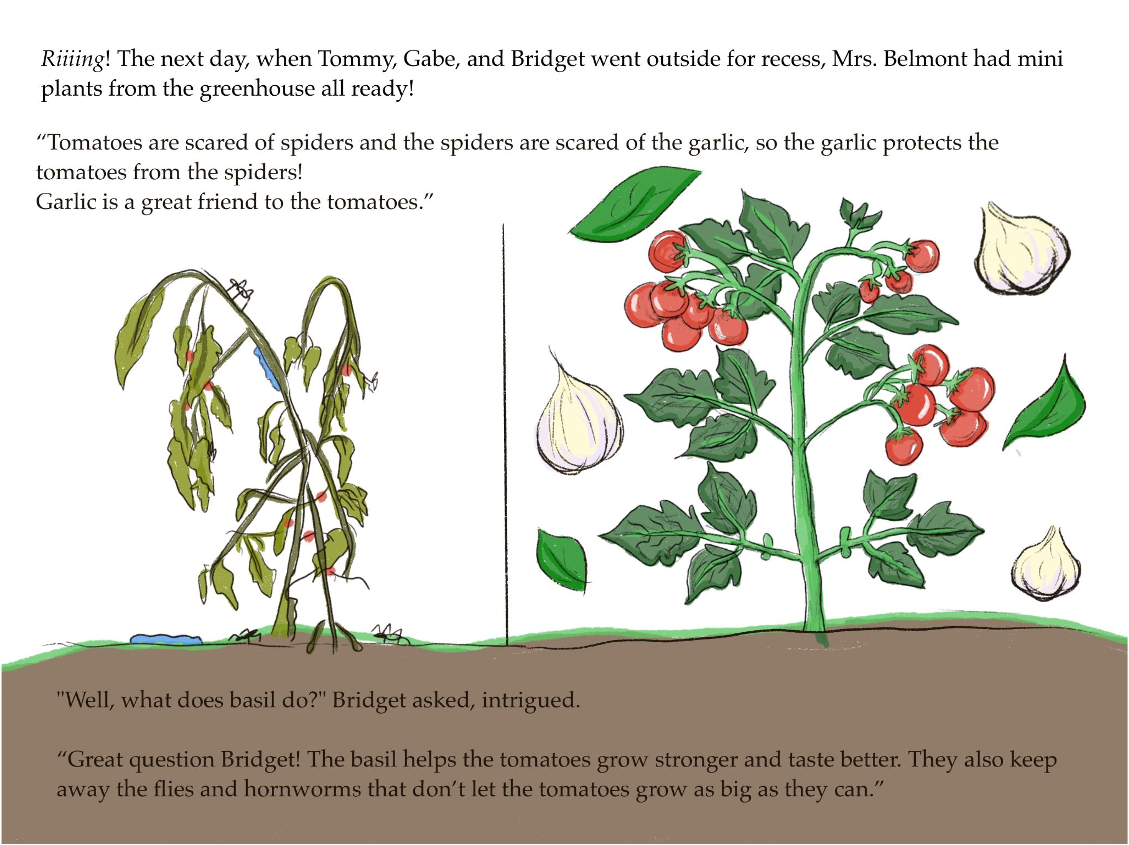 Riiiing! The next day, when Tommy, Gabe, and Bridget went outside for recess, Mrs. Belmont had mini
plants from the greenhouse all ready!
“Tomatoes are scared of spiders and the spiders are scared of the garlic, so the garlic protects the
tomatoes from the spiders!
Garlic is a great friend to the tomatoes.”
"Well, what does basil do?" Bridget asked, intrigued.
“Great question Bridget! The basil helps the tomatoes grow stronger and taste better. They also keep
away the flies and hornworms that don’t let the tomatoes grow as big as they can.”